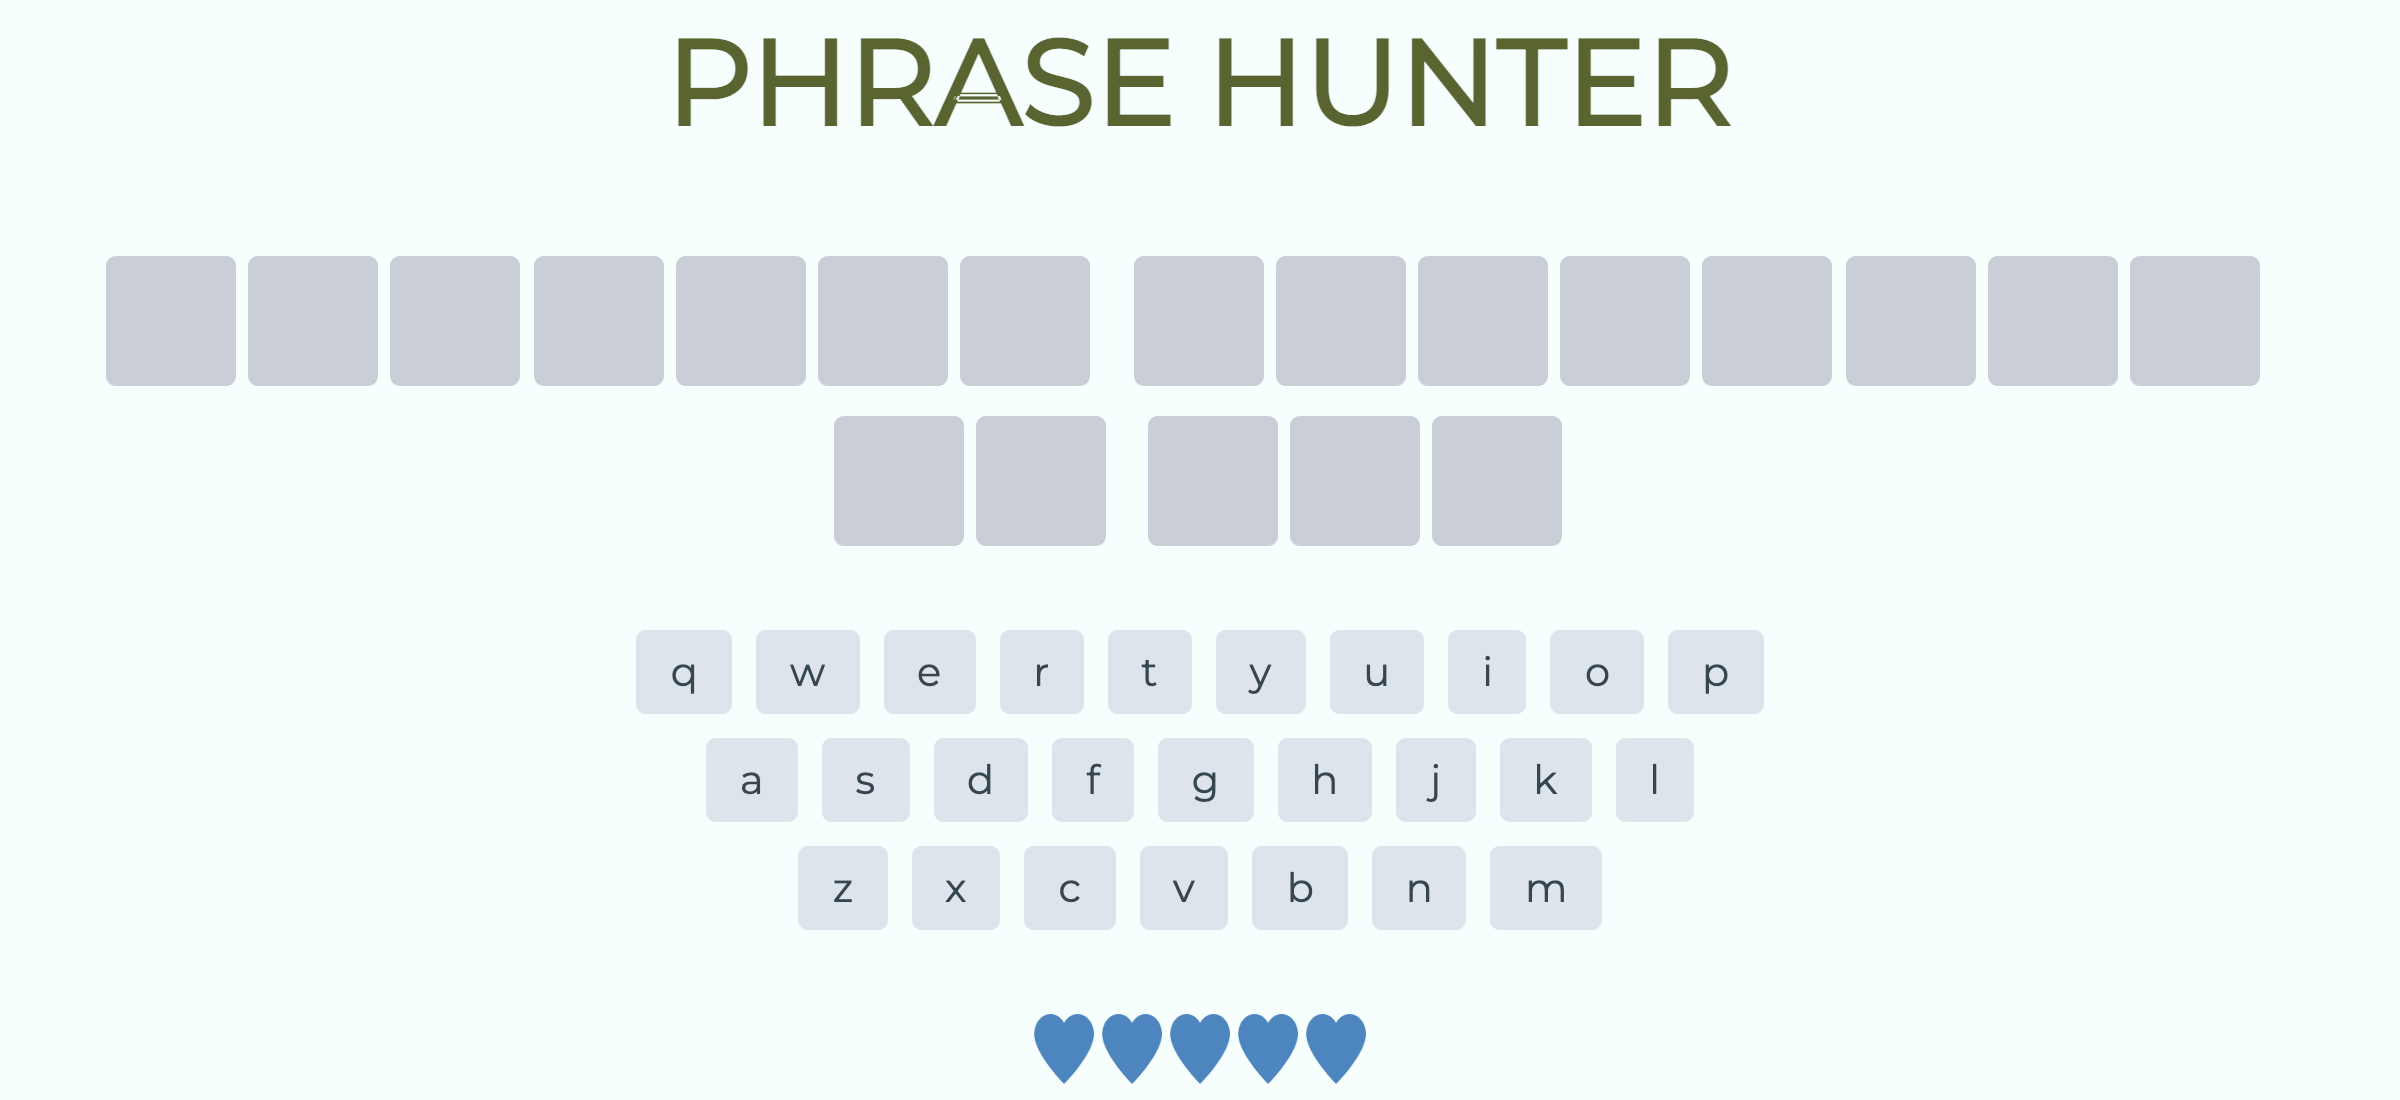 PHRASE HUNTER
q w e r t y u i o p
a s d f g h j k l
z x c v b n m